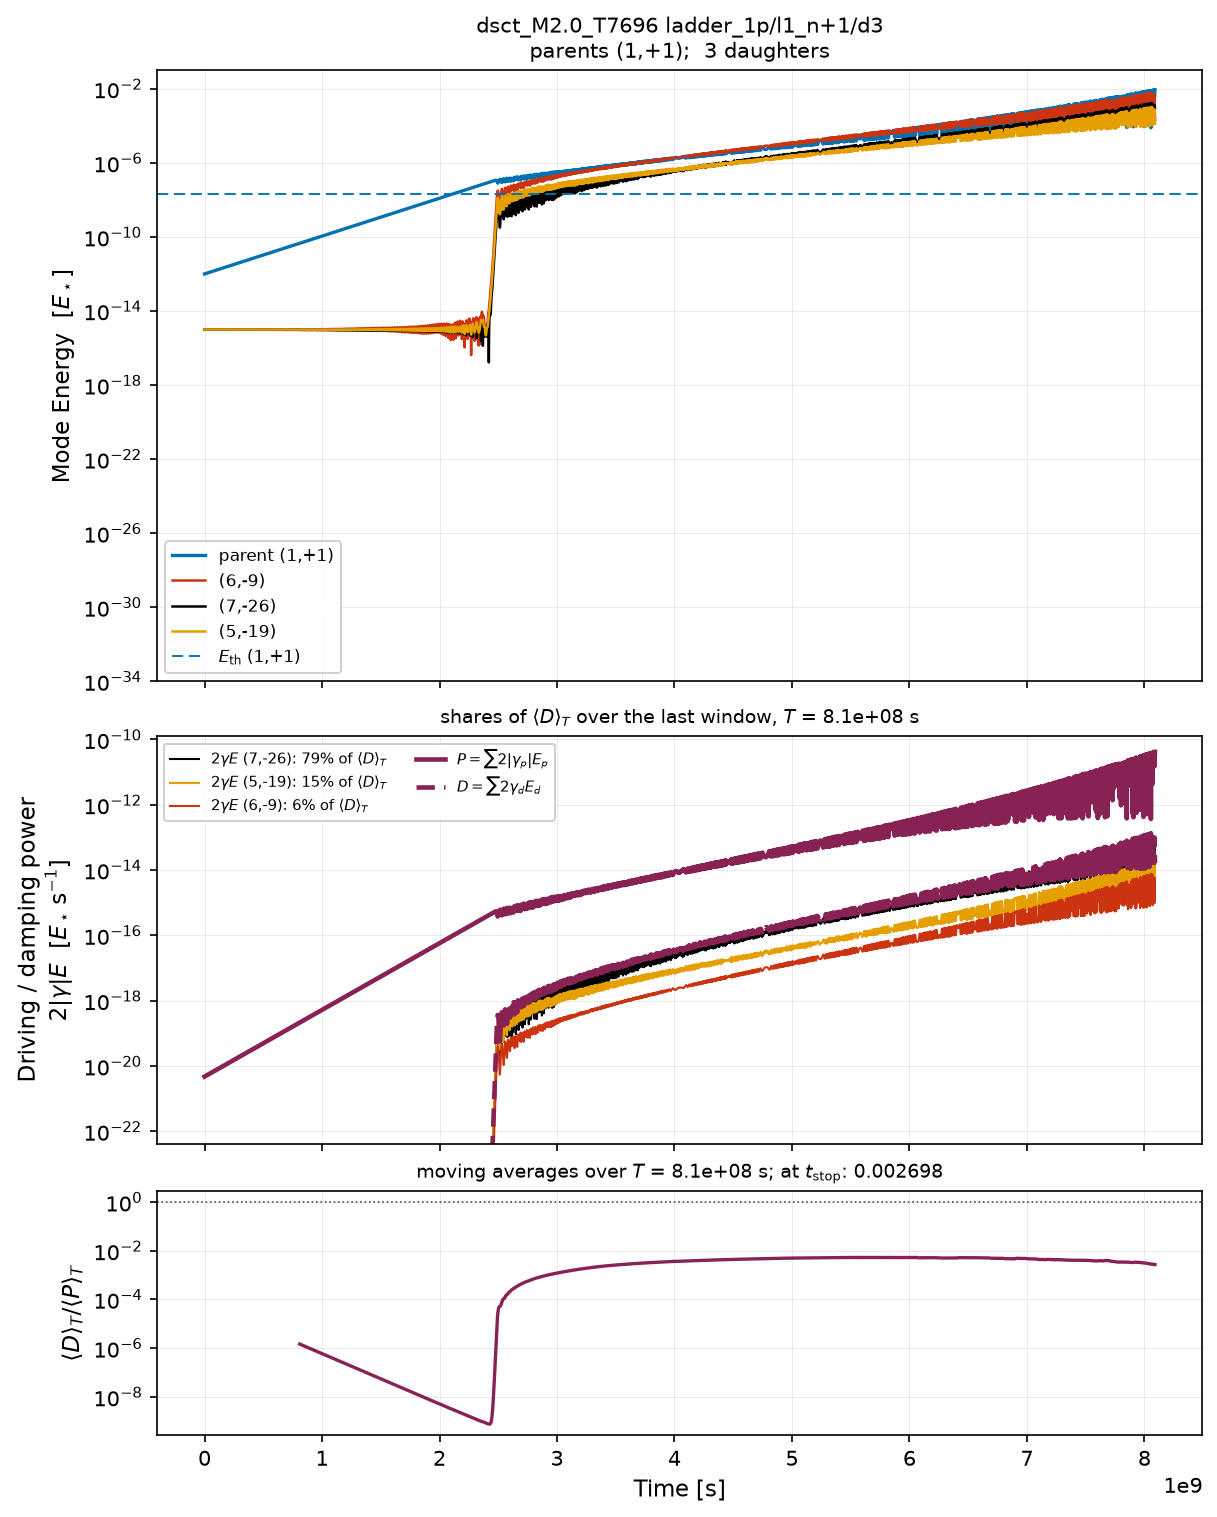 dsct_M2.0_T7696 ladder_1p/l1_n+1/d3
parents (1,+1);  3 daughters
Mode Energy  [E⋆]
10⁻²
10⁻⁶
10⁻¹⁰
10⁻¹⁴
10⁻¹⁸
10⁻²²
10⁻²⁶
10⁻³⁰
10⁻³⁴
parent (1,+1)
(6,-9)
(7,-26)
(5,-19)
E_th (1,+1)
shares of ⟨D⟩_T over the last window, T = 8.1e+08 s
Driving / damping power
2|γ|E  [E⋆ s⁻¹]
10⁻¹⁰
10⁻¹²
10⁻¹⁴
10⁻¹⁶
10⁻¹⁸
10⁻²⁰
10⁻²²
2γE (7,-26): 79% of ⟨D⟩_T
2γE (5,-19): 15% of ⟨D⟩_T
2γE (6,-9): 6% of ⟨D⟩_T
P = ∑2|γ_p|E_p
D = ∑2γ_dE_d
moving averages over T = 8.1e+08 s; at t_stop: 0.002698
⟨D⟩_T/⟨P⟩_T
10⁰
10⁻²
10⁻⁴
10⁻⁶
10⁻⁸
0 1 2 3 4 5 6 7 8
1e9
Time [s]